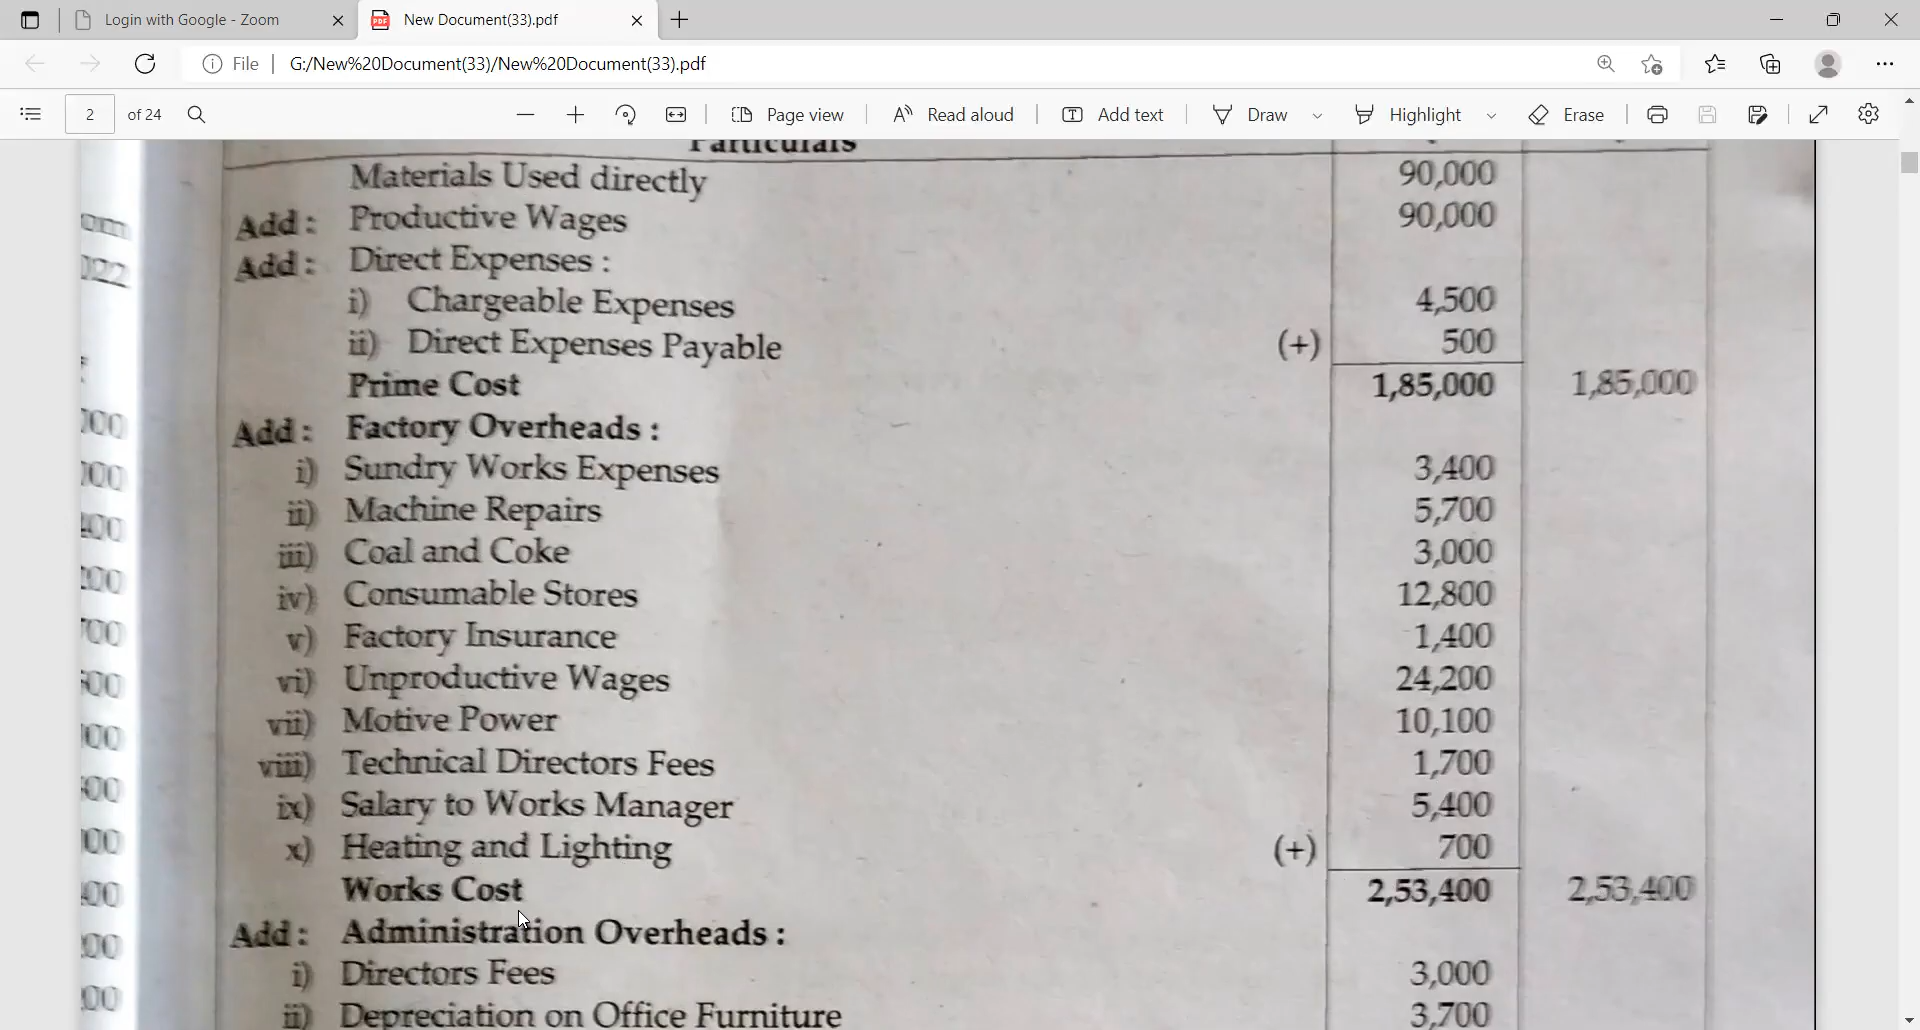 Login with Google - Zoom
New Document(33).pdf
File
G:/New%20Document(33)/New%20Document(33).pdf
2 of 24
Page view
Read aloud
Add text
Draw
Highlight
Erase
Particulars
Materials Used directly 90,000
Add : Productive Wages 90,000
Add : Direct Expenses :
i) Chargeable Expenses 4,500
ii) Direct Expenses Payable (+) 500
Prime Cost 1,85,000 1,85,000
Add : Factory Overheads :
i) Sundry Works Expenses 3,400
ii) Machine Repairs 5,700
iii) Coal and Coke 3,000
iv) Consumable Stores 12,800
v) Factory Insurance 1,400
vi) Unproductive Wages 24,200
vii) Motive Power 10,100
viii) Technical Directors Fees 1,700
ix) Salary to Works Manager 5,400
x) Heating and Lighting (+) 700
Works Cost 2,53,400 2,53,400
Add : Administration Overheads :
i) Directors Fees 3,000
ii) Depreciation on Office Furniture 3,700